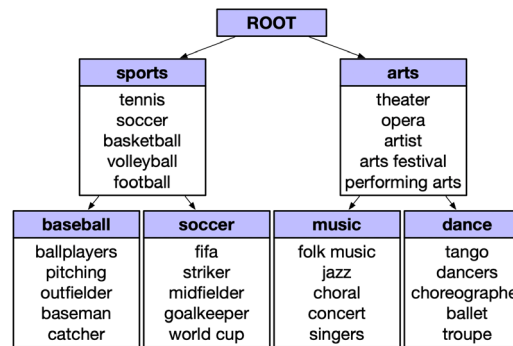 ROOT
sports
tennis
soccer
basketball
volleyball
football
arts
theater
opera
artist
arts festival
performing arts
baseball
ballplayers
pitching
outfielder
baseman
catcher
soccer
fifa
striker
midfielder
goalkeeper
world cup
music
folk music
jazz
choral
concert
singers
dance
tango
dancers
choreographe
ballet
troupe